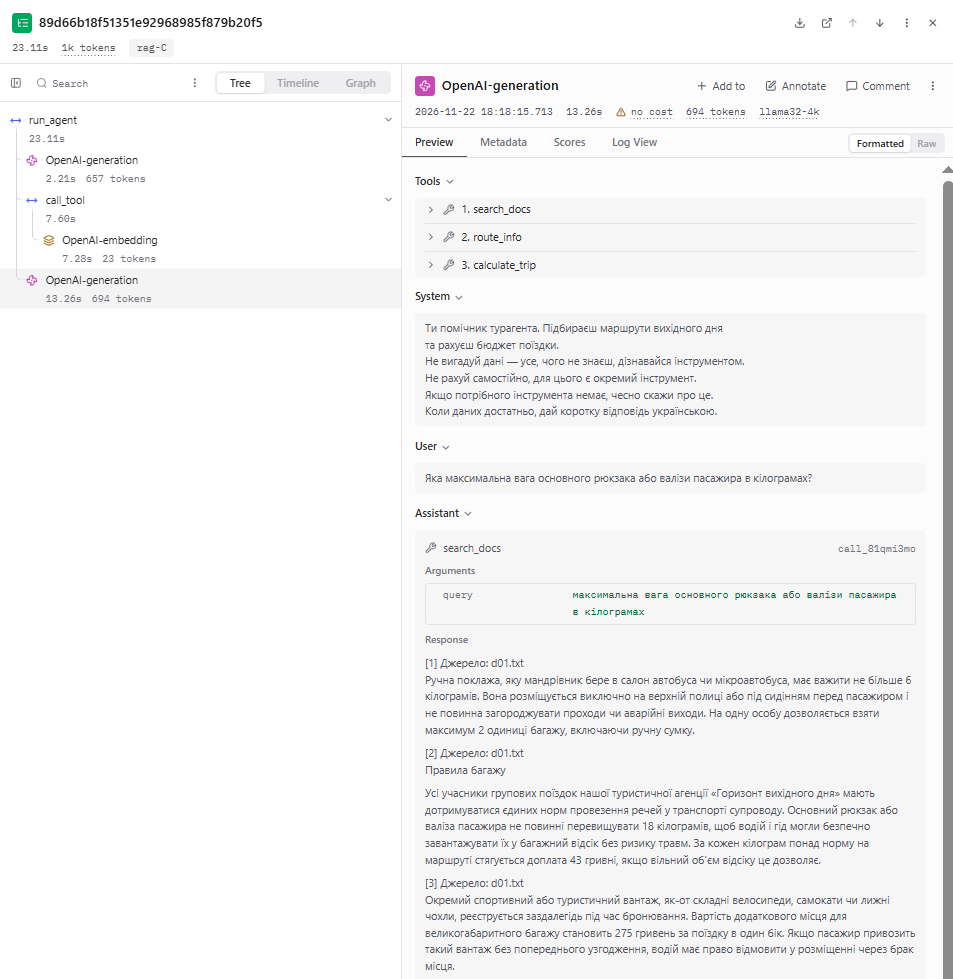 89d66b18f51351e92968985f879b20f5
23.11s 1k tokens rag-C
Search
Tree Timeline Graph
run_agent
23.11s
OpenAI-generation
2.21s 657 tokens
call_tool
7.60s
OpenAI-embedding
7.28s 23 tokens
OpenAI-generation
13.26s 694 tokens
OpenAI-generation
Add to Annotate Comment
2026-11-22 18:18:15.713 13.26s no cost 694 tokens llama32-4k
Preview Metadata Scores Log View
Formatted Raw
Tools
1. search_docs
2. route_info
3. calculate_trip
System
Ти помічник турагента. Підбираєш маршрути вихідного дня
та рахуєш бюджет поїздки.
Не вигадуй дані — усе, чого не знаєш, дізнавайся інструментом.
Не рахуй самостійно, для цього є окремий інструмент.
Якщо потрібного інструмента немає, чесно скажи про це.
Коли даних достатньо, дай коротку відповідь українською.
User
Яка максимальна вага основного рюкзака або валізи пасажира в кілограмах?
Assistant
search_docs call_81qmi3mo
Arguments
query максимальна вага основного рюкзака або валізи пасажира
в кілограмах
Response
[1] Джерело: d01.txt
Ручна поклажа, яку мандрівник бере в салон автобуса чи мікроавтобуса, має важити не більше 6
кілограмів. Вона розміщується виключно на верхній полиці або під сидінням перед пасажиром і
не повинна загороджувати проходи чи аварійні виходи. На одну особу дозволяється взяти
максимум 2 одиниці багажу, включаючи ручну сумку.
[2] Джерело: d01.txt
Правила багажу
Усі учасники групових поїздок нашої туристичної агенції «Горизонт вихідного дня» мають
дотримуватися єдиних норм провезення речей у транспорті супроводу. Основний рюкзак або
валіза пасажира не повинні перевищувати 18 кілограмів, щоб водій і гід могли безпечно
завантажувати їх у багажний відсік без ризику травм. За кожен кілограм понад норму на
маршруті стягується доплата 43 гривні, якщо вільний об'єм відсіку це дозволяє.
[3] Джерело: d01.txt
Окремий спортивний або туристичний вантаж, як-от складні велосипеди, самокати чи лижні
чохли, реєструється заздалегідь під час бронювання. Вартість додаткового місця для
великогабаритного багажу становить 275 гривень за поїздку в один бік. Якщо пасажир привозить
такий вантаж без попереднього узгодження, водій має право відмовити у розміщенні через брак
місця.